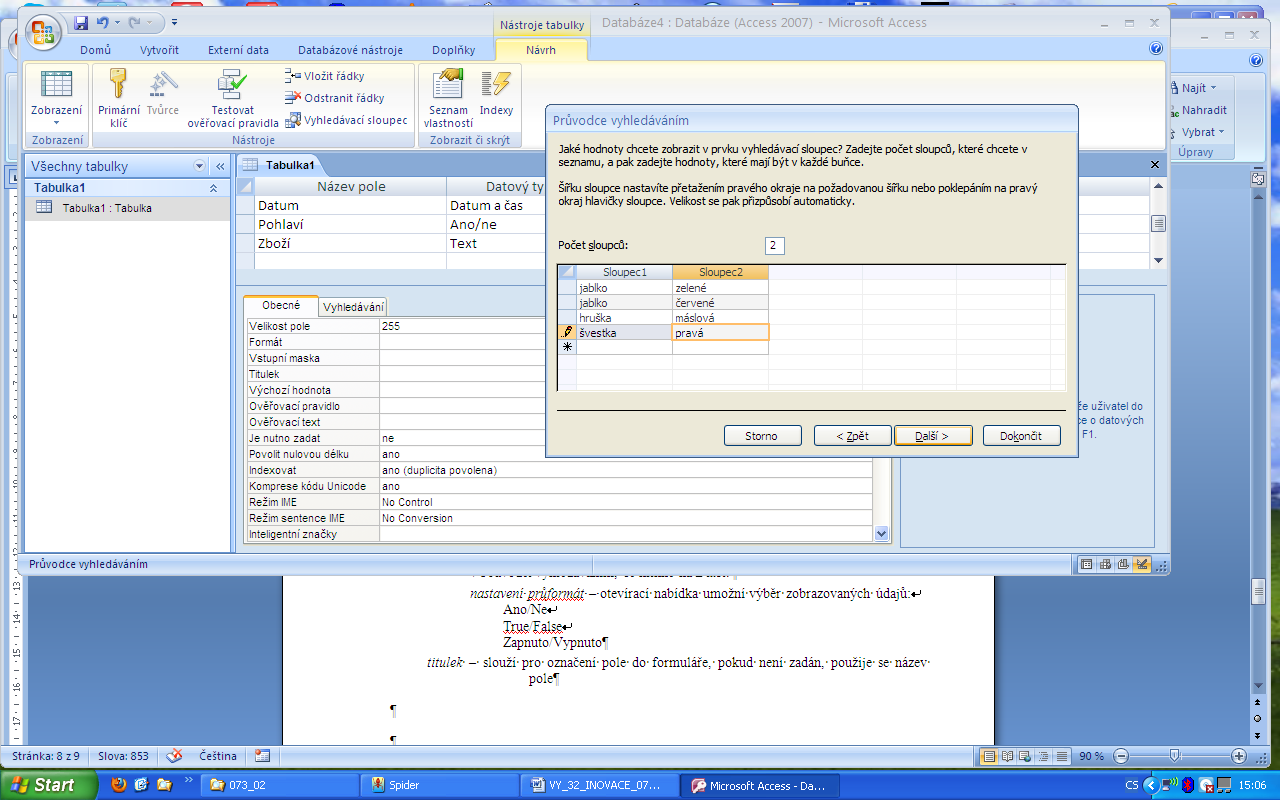 Nástroje tabulky
Databáze4 : Databáze (Access 2007) - Microsoft Access
Domů
Vytvořit
Externí data
Databázové nástroje
Doplňky
Návrh
Zobrazení
Primární klíč
Tvůrce
Testovat ověřovací pravidla
Vložit řádky
Odstranit řádky
Vyhledávací sloupec
Seznam vlastností
Indexy
Zobrazení
Nástroje
Zobrazit či skrýt
Najít
Nahradit
Vybrat
Úpravy
Všechny tabulky
Tabulka1
Tabulka1 : Tabulka
Tabulka1
Název pole
Datový ty
Datum
Datum a čas
Pohlaví
Ano/ne
Zboží
Text
Obecné
Vyhledávání
Velikost pole
255
Formát
Vstupní maska
Titulek
Výchozí hodnota
Ověřovací pravidlo
Ověřovací text
Je nutno zadat
ne
Povolit nulovou délku
ano
Indexovat
ano (duplicita povolena)
Komprese kódu Unicode
ano
Režim IME
No Control
Režim sentence IME
No Conversion
Inteligentní značky
Průvodce vyhledáváním
Jaké hodnoty chcete zobrazit v prvku vyhledávací sloupec? Zadejte počet sloupců, které chcete v
seznamu, a pak zadejte hodnoty, které mají být v každé buňce.
Šířku sloupce nastavíte přetažením pravého okraje na požadovanou šířku nebo poklepáním na pravý
okraj hlavičky sloupce. Velikost se pak přizpůsobí automaticky.
Počet sloupců:
2
Sloupec1
Sloupec2
jablko
zelené
jablko
červené
hruška
máslová
švestka
pravá
Storno
< Zpět
Další >
Dokončit
že uživatel do
ce o datových
F1.
Průvodce vyhledáváním
nastavení průformát – otevírací nabídka umožní výběr zobrazovaných údajů:
Ano/Ne
True/False
Zapnuto/Vypnuto¶
titulek – slouží pro označení pole do formuláře, pokud není zadán, použije se název
pole¶
¶
¶
Stránka: 8 z 9
Slova: 853
Čeština
90 %
Start
073_02
Spider
VY_32_INOVACE_07...
Microsoft Access - Da...
CS
15:06